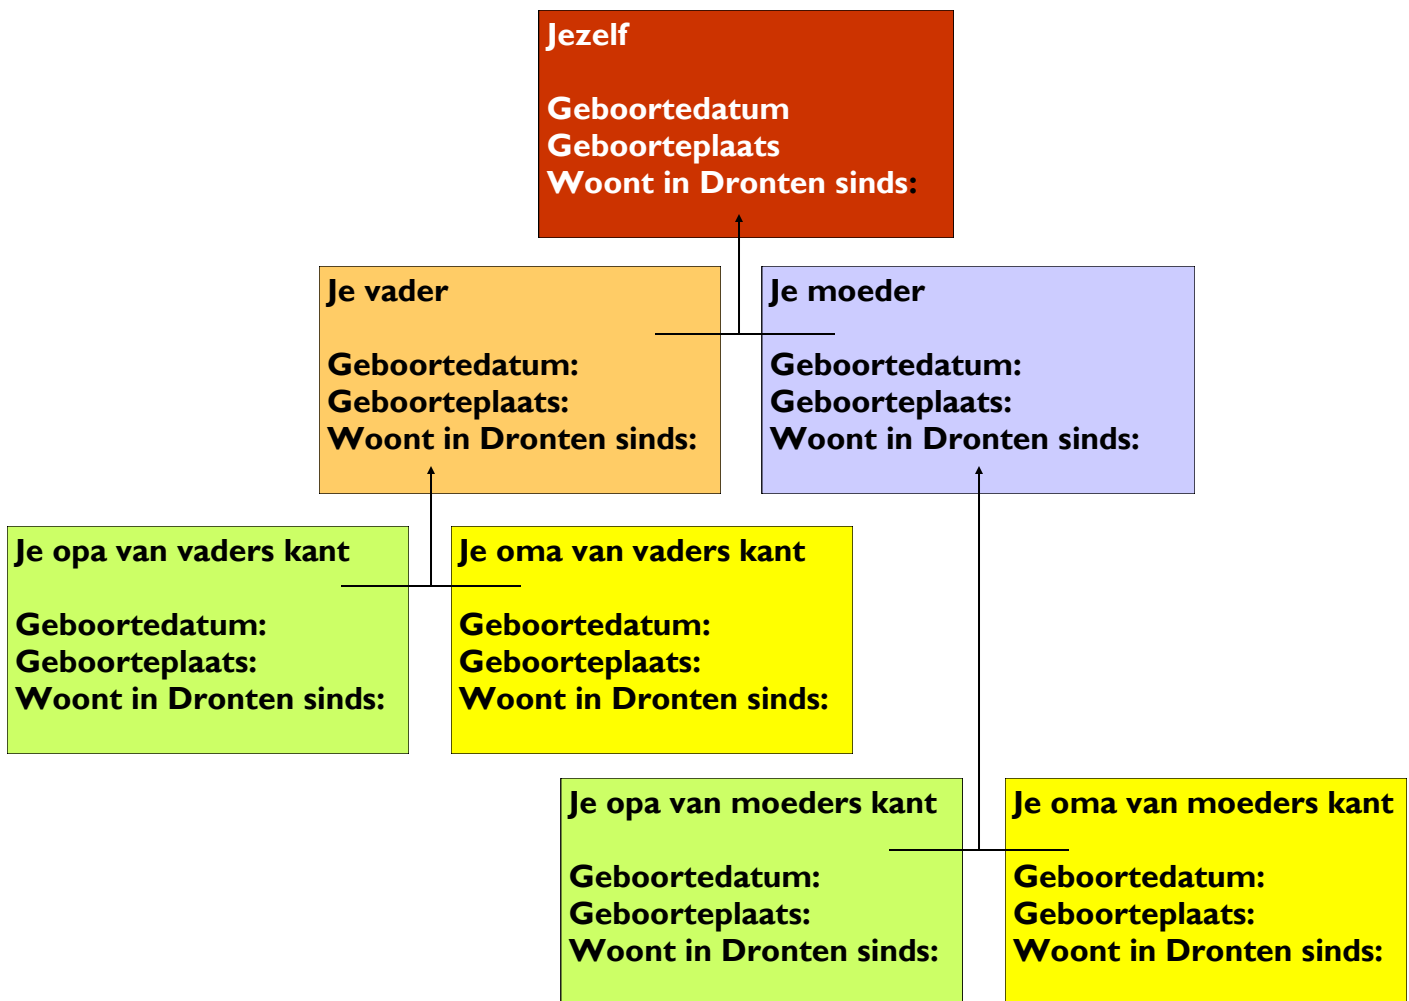 Jezelf
Geboortedatum
Geboorteplaats
Woont in Dronten sinds:
Je vader
Geboortedatum:
Geboorteplaats:
Woont in Dronten sinds:
Je moeder
Geboortedatum:
Geboorteplaats:
Woont in Dronten sinds:
Je opa van vaders kant
Geboortedatum:
Geboorteplaats:
Woont in Dronten sinds:
Je oma van vaders kant
Geboortedatum:
Geboorteplaats:
Woont in Dronten sinds:
Je opa van moeders kant
Geboortedatum:
Geboorteplaats:
Woont in Dronten sinds:
Je oma van moeders kant
Geboortedatum:
Geboorteplaats:
Woont in Dronten sinds: